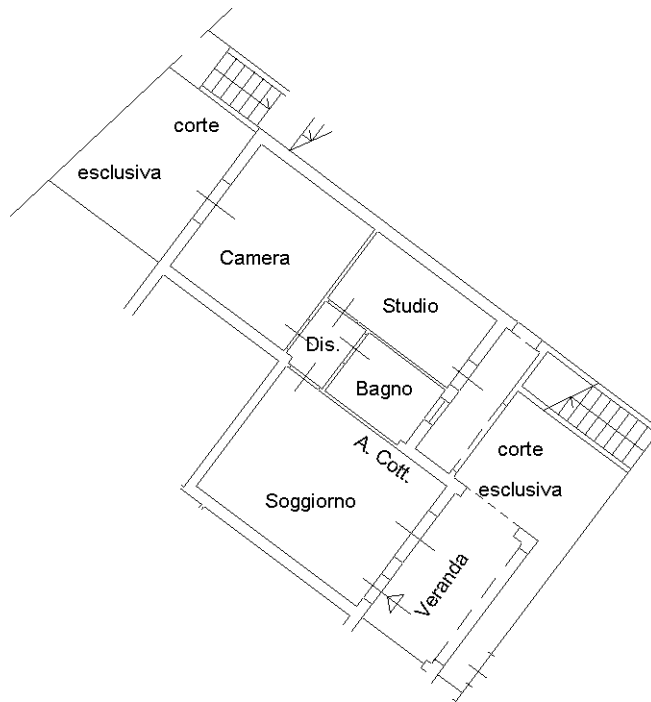 corte
esclusiva
Camera
Studio
Dis.
Bagno
A. Cott.
corte
esclusiva
Soggiorno
Veranda